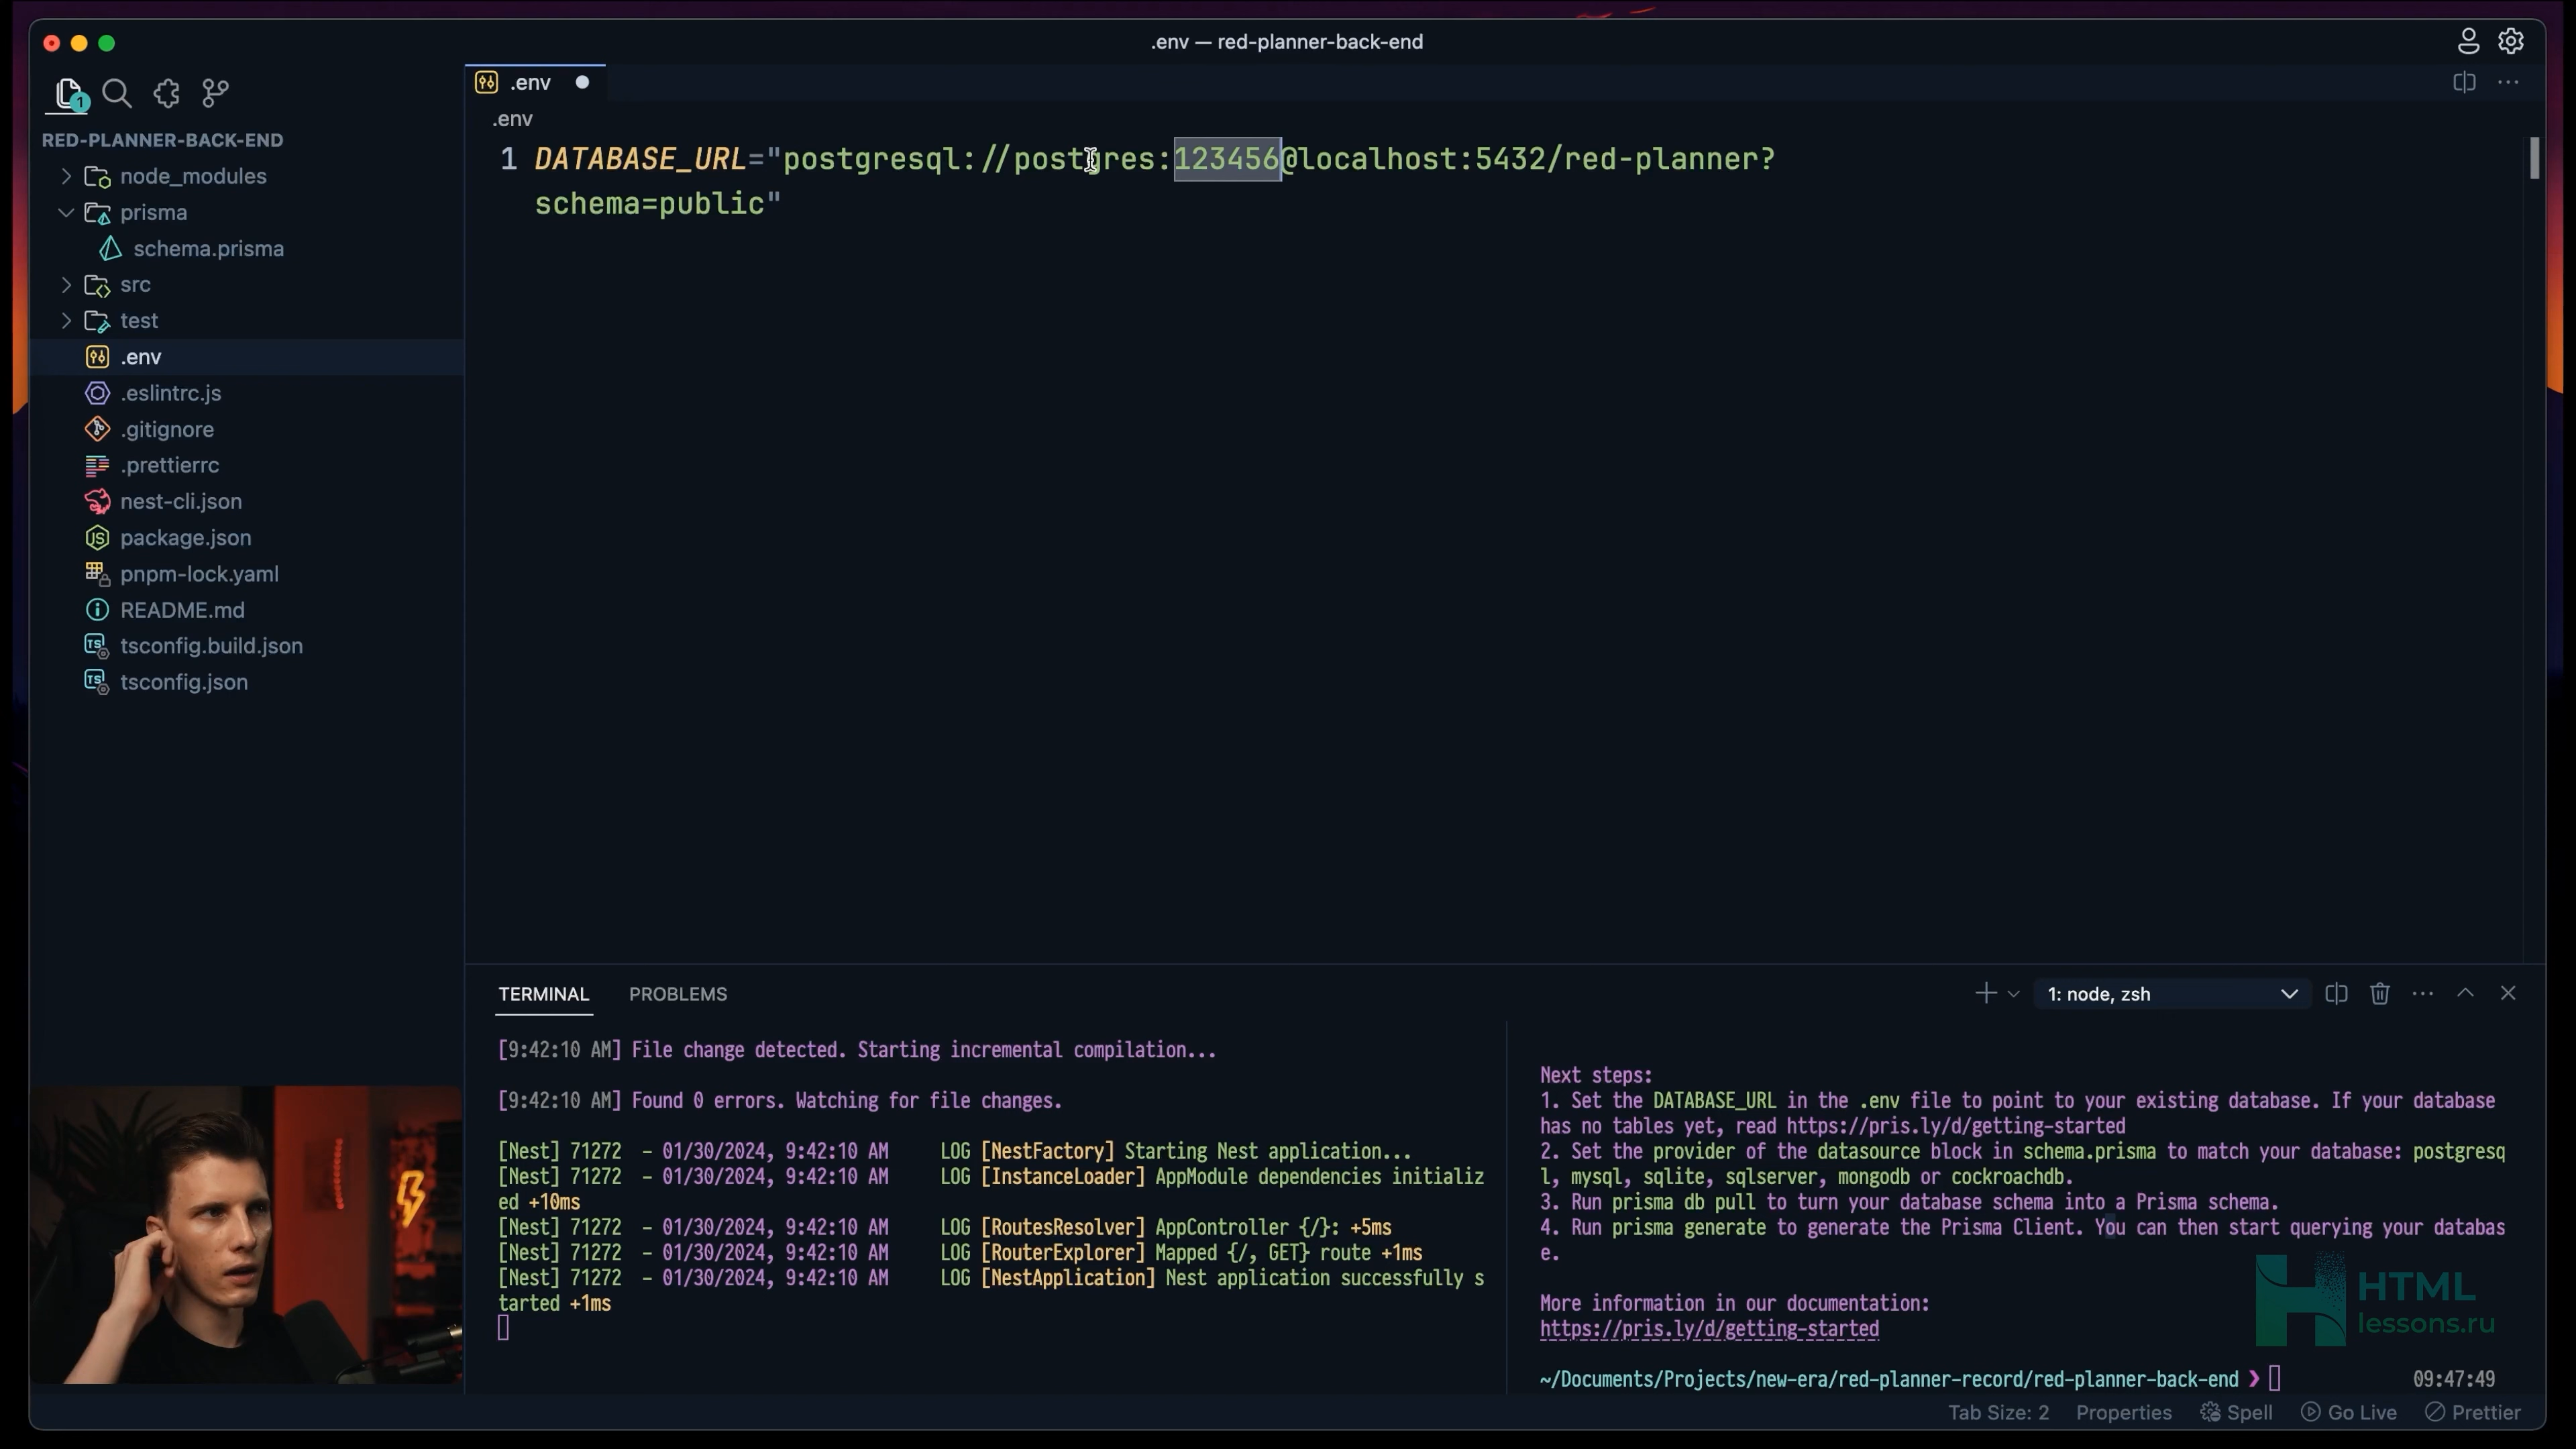 .env — red-planner-back-end
1
.env
RED-PLANNER-BACK-END
node_modules
prisma
schema.prisma
src
test
.env
.eslintrc.js
.gitignore
.prettierrc
nest-cli.json
package.json
pnpm-lock.yaml
README.md
tsconfig.build.json
tsconfig.json
.env
1 DATABASE_URL="postgresql://postgres:123456@localhost:5432/red-planner?
schema=public"
TERMINAL PROBLEMS
1: node, zsh
[9:42:10 AM] File change detected. Starting incremental compilation...
[9:42:10 AM] Found 0 errors. Watching for file changes.
[Nest] 71272 - 01/30/2024, 9:42:10 AM LOG [NestFactory] Starting Nest application...
[Nest] 71272 - 01/30/2024, 9:42:10 AM LOG [InstanceLoader] AppModule dependencies initializ
ed +10ms
[Nest] 71272 - 01/30/2024, 9:42:10 AM LOG [RoutesResolver] AppController {/}: +5ms
[Nest] 71272 - 01/30/2024, 9:42:10 AM LOG [RouterExplorer] Mapped {/, GET} route +1ms
[Nest] 71272 - 01/30/2024, 9:42:10 AM LOG [NestApplication] Nest application successfully s
tarted +1ms
Next steps:
1. Set the DATABASE_URL in the .env file to point to your existing database. If your database
has no tables yet, read https://pris.ly/d/getting-started
2. Set the provider of the datasource block in schema.prisma to match your database: postgresq
l, mysql, sqlite, sqlserver, mongodb or cockroachdb.
3. Run prisma db pull to turn your database schema into a Prisma schema.
4. Run prisma generate to generate the Prisma Client. You can then start querying your databas
e.
More information in our documentation:
https://pris.ly/d/getting-started
~/Documents/Projects/new-era/red-planner-record/red-planner-back-end ❯ 09:47:49
HTML
lessons.ru
Tab Size: 2 Properties Spell Go Live Prettier